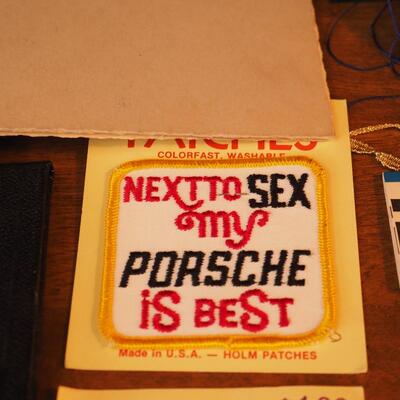 PATCHES
COLORFAST, WASHABLE
NEXT TO SEX
my
PORSCHE
iS BEST
Made in U.S.A. — HOLM PATCHES